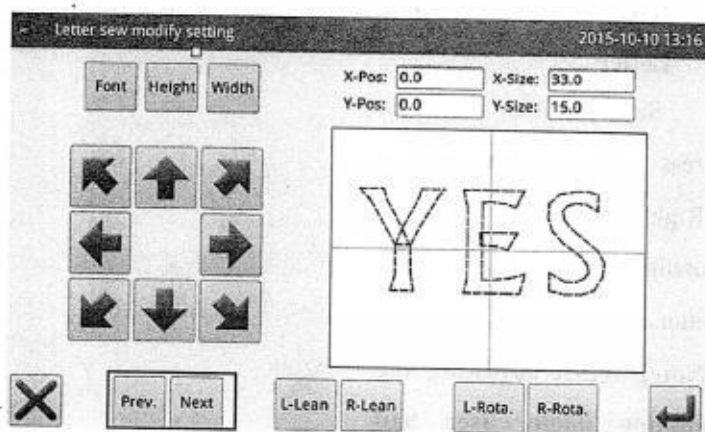 Letter sew modify setting 2015-10-10 13:16
Font Height Width
X-Pos: 0.0 X-Size: 33.0
Y-Pos: 0.0 Y-Size: 15.0
YES
Prev. Next L-Lean R-Lean L-Rota. R-Rota.